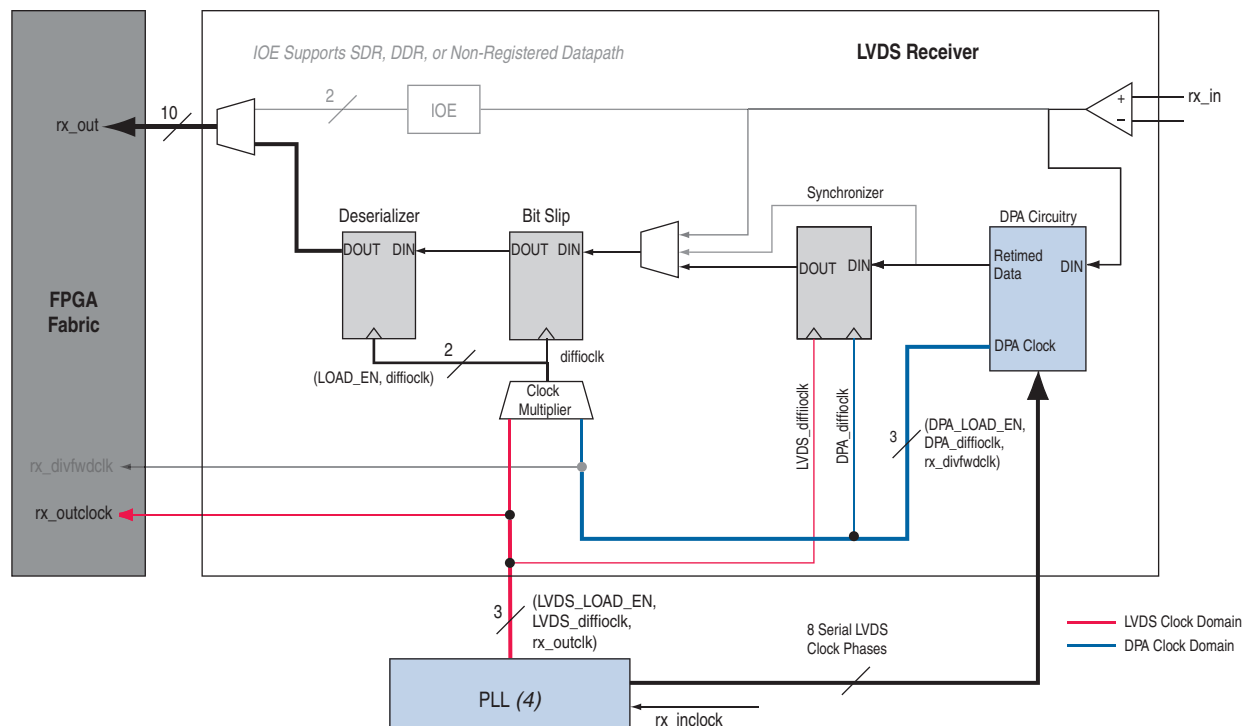 IOE Supports SDR, DDR, or Non-Registered Datapath
LVDS Receiver
2
IOE
+
–
rx_in
10
rx_out
Synchronizer
Deserializer
Bit Slip
DPA Circuitry
DOUT DIN
DOUT DIN
DOUT DIN
Retimed
Data
DIN
FPGA
Fabric
DPA Clock
2
diffioclk
(LOAD_EN, diffioclk)
Clock
Multiplier
LVDS_diffiioclk
DPA_diffioclk
3
(DPA_LOAD_EN,
DPA_diffioclk,
rx_divfwdclk)
rx_divfwdclk
rx_outclock
3
(LVDS_LOAD_EN,
LVDS_diffioclk,
rx_outclk)
8 Serial LVDS
Clock Phases
LVDS Clock Domain
DPA Clock Domain
PLL (4)
rx_inclock